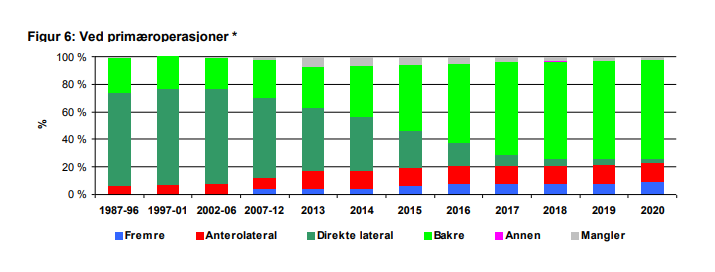 Figur 6: Ved primæroperasjoner *
100 %
80 %
60 %
%
40 %
20 %
0 %
1987-96 1997-01 2002-06 2007-12 2013 2014 2015 2016 2017 2018 2019 2020
Fremre Anterolateral Direkte lateral Bakre Annen Mangler